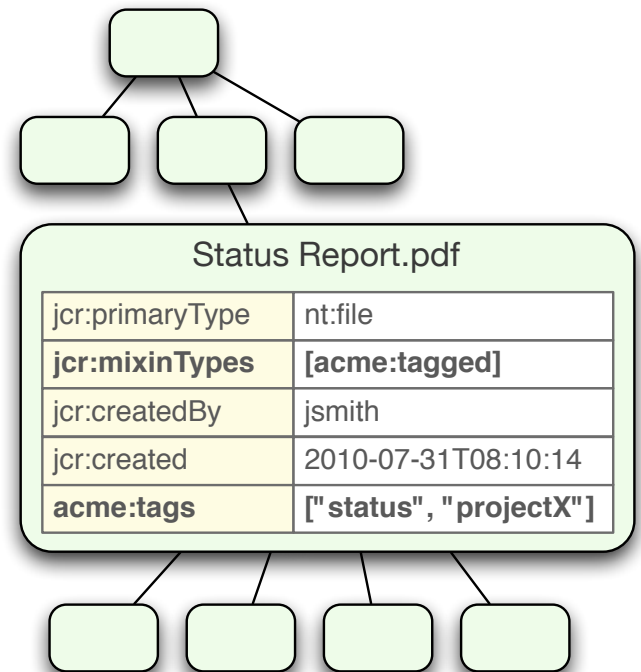 Status Report.pdf
jcr:primaryType nt:file
jcr:mixinTypes [acme:tagged]
jcr:createdBy jsmith
jcr:created 2010-07-31T08:10:14
acme:tags ["status", "projectX"]